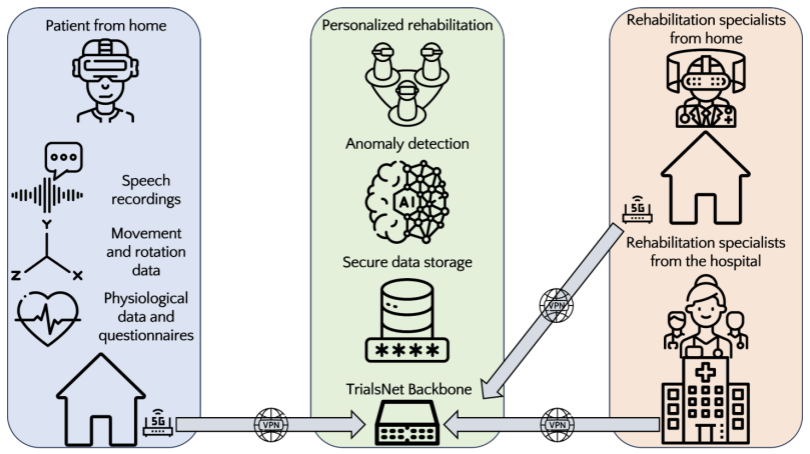 Patient from home
Speech
recordings
Y
Z
X
Movement
and rotation
data
Physiological
data and
questionnaires
5G
VPN
Personalized rehabilitation
Anomaly detection
AI
Secure data storage
****
TrialsNet Backbone
Rehabilitation specialists
from home
5G
VPN
Rehabilitation specialists
from the hospital
VPN